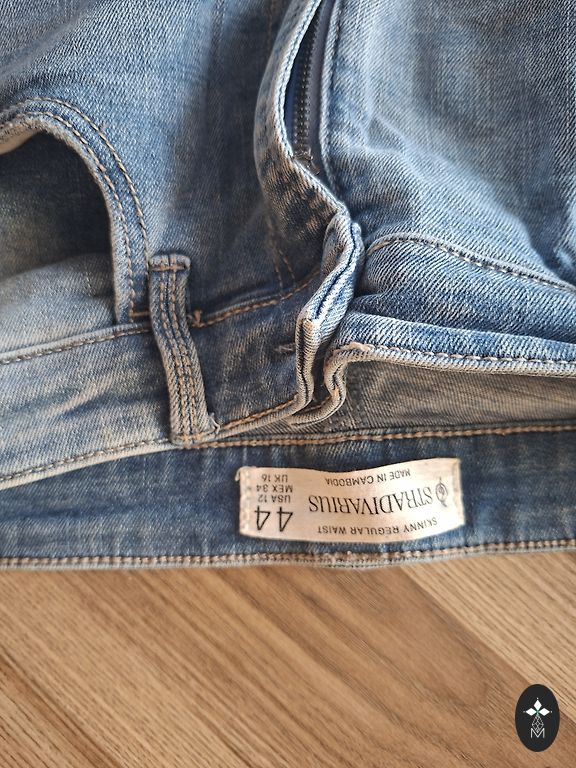 SKINNY REGULAR WAIST
STRADIVARIUS
MADE IN CAMBODIA
44
USA 12
MEX 34
UK 16
M